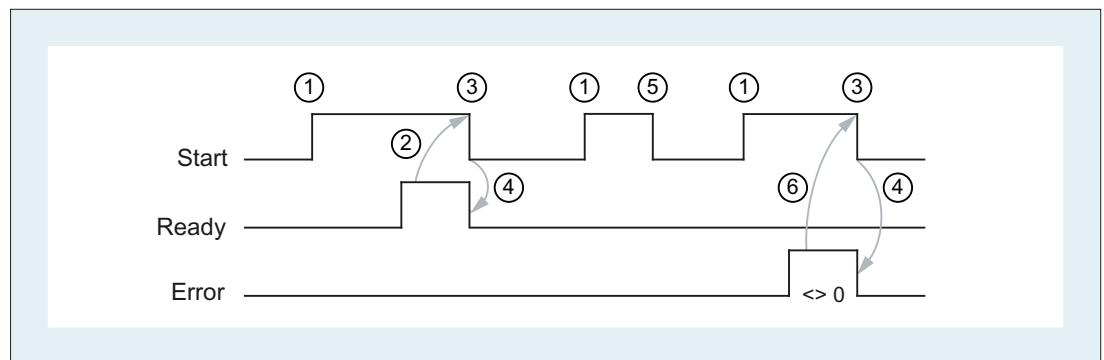 ① ③ ① ⑤ ① ③
②
Start
④ ⑥ ④
Ready
Error <> 0